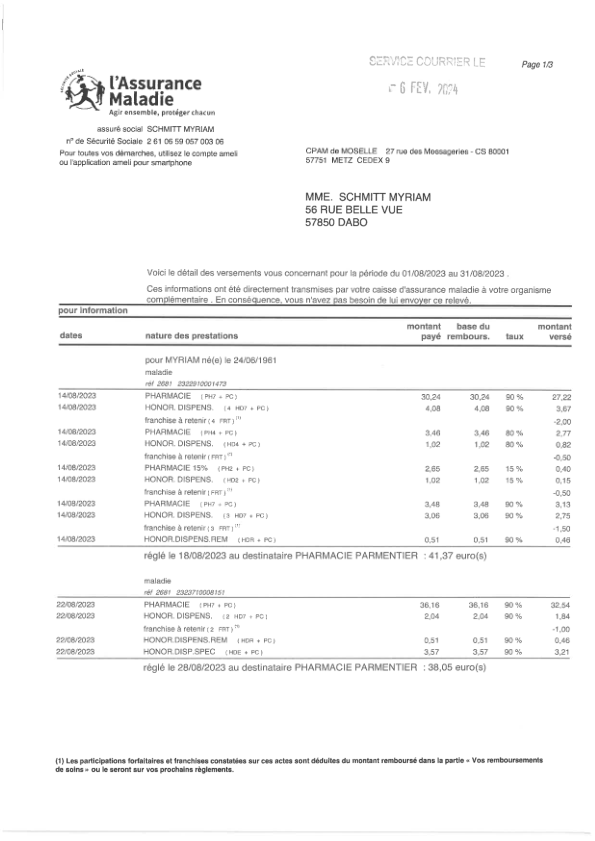 SERVICE COURRIER LE
6 FEV. 2024
Page 1/3
l'Assurance
Maladie
Agir ensemble, protéger chacun
assuré social SCHMITT MYRIAM
n° de Sécurité Sociale 2 61 06 59 057 003 06
Pour toutes vos démarches, utilisez le compte ameli
ou l'application ameli pour smartphone
CPAM de MOSELLE 27 rue des Messageries - CS 80001
57751 METZ CEDEX 9
MME. SCHMITT MYRIAM
56 RUE BELLE VUE
57850 DABO
Voici le détail des versements vous concernant pour la période du 01/08/2023 au 31/08/2023 .
Ces informations ont été directement transmises par votre caisse d'assurance maladie à votre organisme
complémentaire . En conséquence, vous n'avez pas besoin de lui envoyer ce relevé.
pour information
dates nature des prestations montant payé base du rembours. taux montant versé
pour MYRIAM né(e) le 24/06/1961
maladie
réf 2681 2322910001473
14/08/2023 PHARMACIE (PH7 + PC) 30,24 30,24 90 % 27,22
14/08/2023 HONOR. DISPENS. (4 HD7 + PC) 4,08 4,08 90 % 3,67
franchise à retenir (4 FRT) (1) -2,00
14/08/2023 PHARMACIE (PH4 + PC) 3,46 3,46 80 % 2,77
14/08/2023 HONOR. DISPENS. (HD4 + PC) 1,02 1,02 80 % 0,82
franchise à retenir (FRT) (1) -0,50
14/08/2023 PHARMACIE 15% (PH2 + PC) 2,65 2,65 15 % 0,40
14/08/2023 HONOR. DISPENS. (HD2 + PC) 1,02 1,02 15 % 0,15
franchise à retenir (FRT) (1) -0,50
14/08/2023 PHARMACIE (PH7 + PC) 3,48 3,48 90 % 3,13
14/08/2023 HONOR. DISPENS. (3 HD7 + PC) 3,06 3,06 90 % 2,75
franchise à retenir (3 FRT) (1) -1,50
14/08/2023 HONOR.DISPENS.REM (HDR + PC) 0,51 0,51 90 % 0,46
réglé le 18/08/2023 au destinataire PHARMACIE PARMENTIER : 41,37 euro(s)
maladie
réf 2681 2323710008151
22/08/2023 PHARMACIE (PH7 + PC) 36,16 36,16 90 % 32,54
22/08/2023 HONOR. DISPENS. (2 HD7 + PC) 2,04 2,04 90 % 1,84
franchise à retenir (2 FRT) (1) -1,00
22/08/2023 HONOR.DISPENS.REM (HDR + PC) 0,51 0,51 90 % 0,46
22/08/2023 HONOR.DISP.SPEC (HDE + PC) 3,57 3,57 90 % 3,21
réglé le 28/08/2023 au destinataire PHARMACIE PARMENTIER : 38,05 euro(s)
(1) Les participations forfaitaires et franchises constatées sur ces actes sont déduites du montant remboursé dans la partie « Vos remboursements
de soins » ou le seront sur vos prochains règlements.